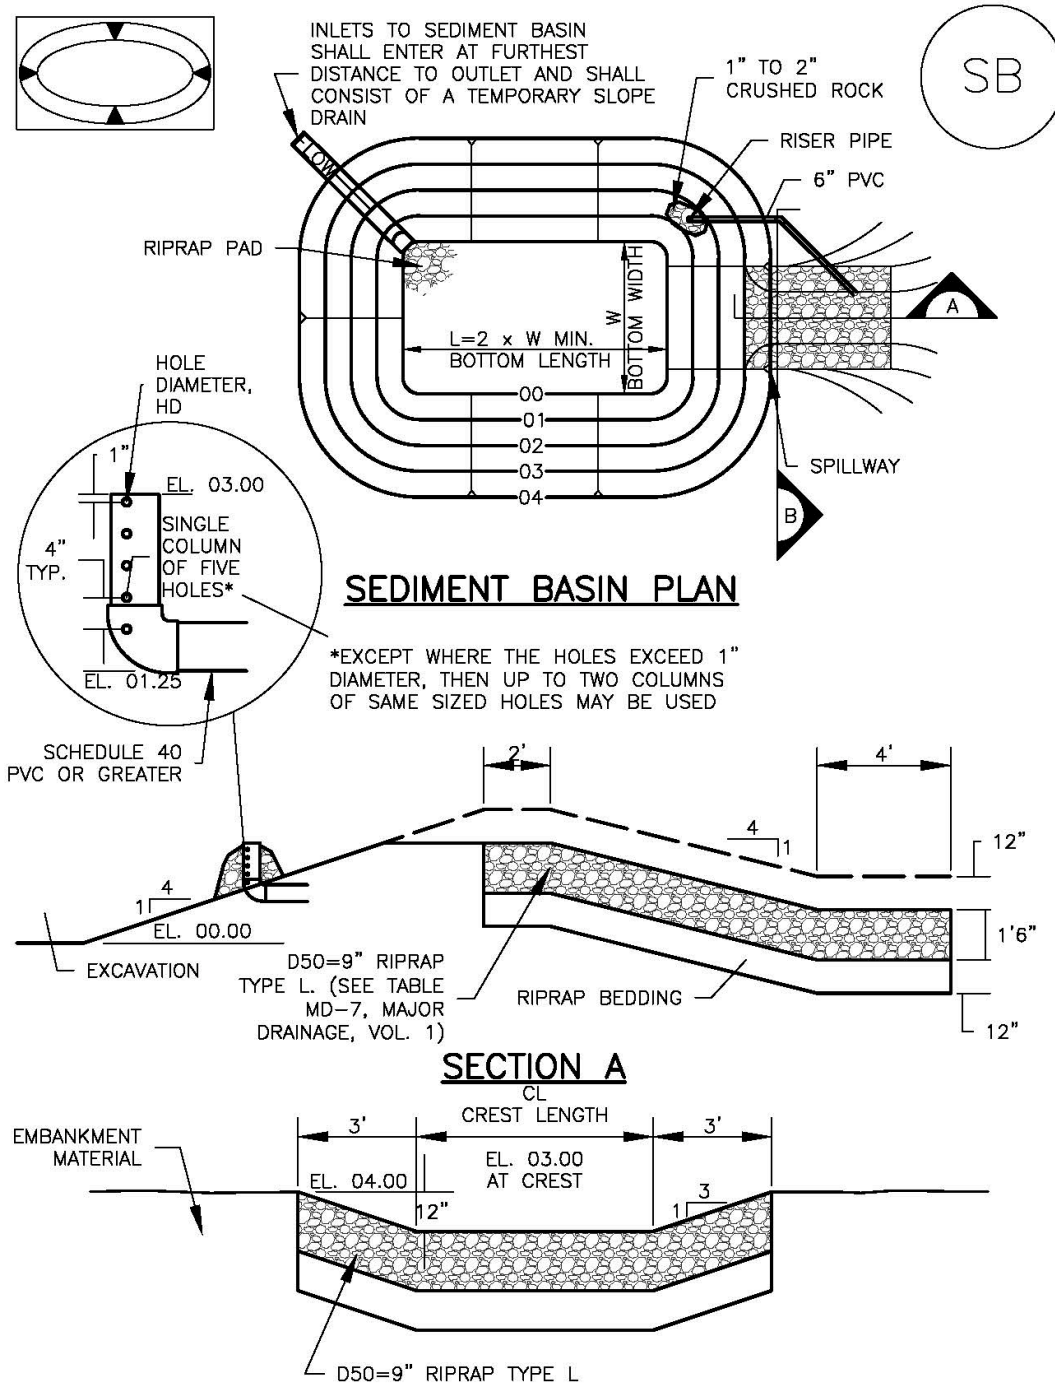 INLETS TO SEDIMENT BASIN
SHALL ENTER AT FURTHEST
DISTANCE TO OUTLET AND SHALL
CONSIST OF A TEMPORARY SLOPE
DRAIN
1" TO 2"
CRUSHED ROCK
SB
RISER PIPE
6" PVC
FLOW
RIPRAP PAD
A
W
BOTTOM WIDTH
L=2 x W MIN.
BOTTOM LENGTH
00
01
02
03
04
SPILLWAY
B
HOLE
DIAMETER,
HD
1"
EL. 03.00
4"
TYP.
SINGLE
COLUMN
OF FIVE
HOLES*
EL. 01.25
SEDIMENT BASIN PLAN
*EXCEPT WHERE THE HOLES EXCEED 1"
DIAMETER, THEN UP TO TWO COLUMNS
OF SAME SIZED HOLES MAY BE USED
SCHEDULE 40
PVC OR GREATER
2'
4'
4
1
12"
4
1
EL. 00.00
1'6"
EXCAVATION
D50=9" RIPRAP
TYPE L. (SEE TABLE
MD-7, MAJOR
DRAINAGE, VOL. 1)
RIPRAP BEDDING
12"
SECTION A
CL
CREST LENGTH
3'
3'
EMBANKMENT
MATERIAL
EL. 04.00
EL. 03.00
AT CREST
12"
3
1
D50=9" RIPRAP TYPE L